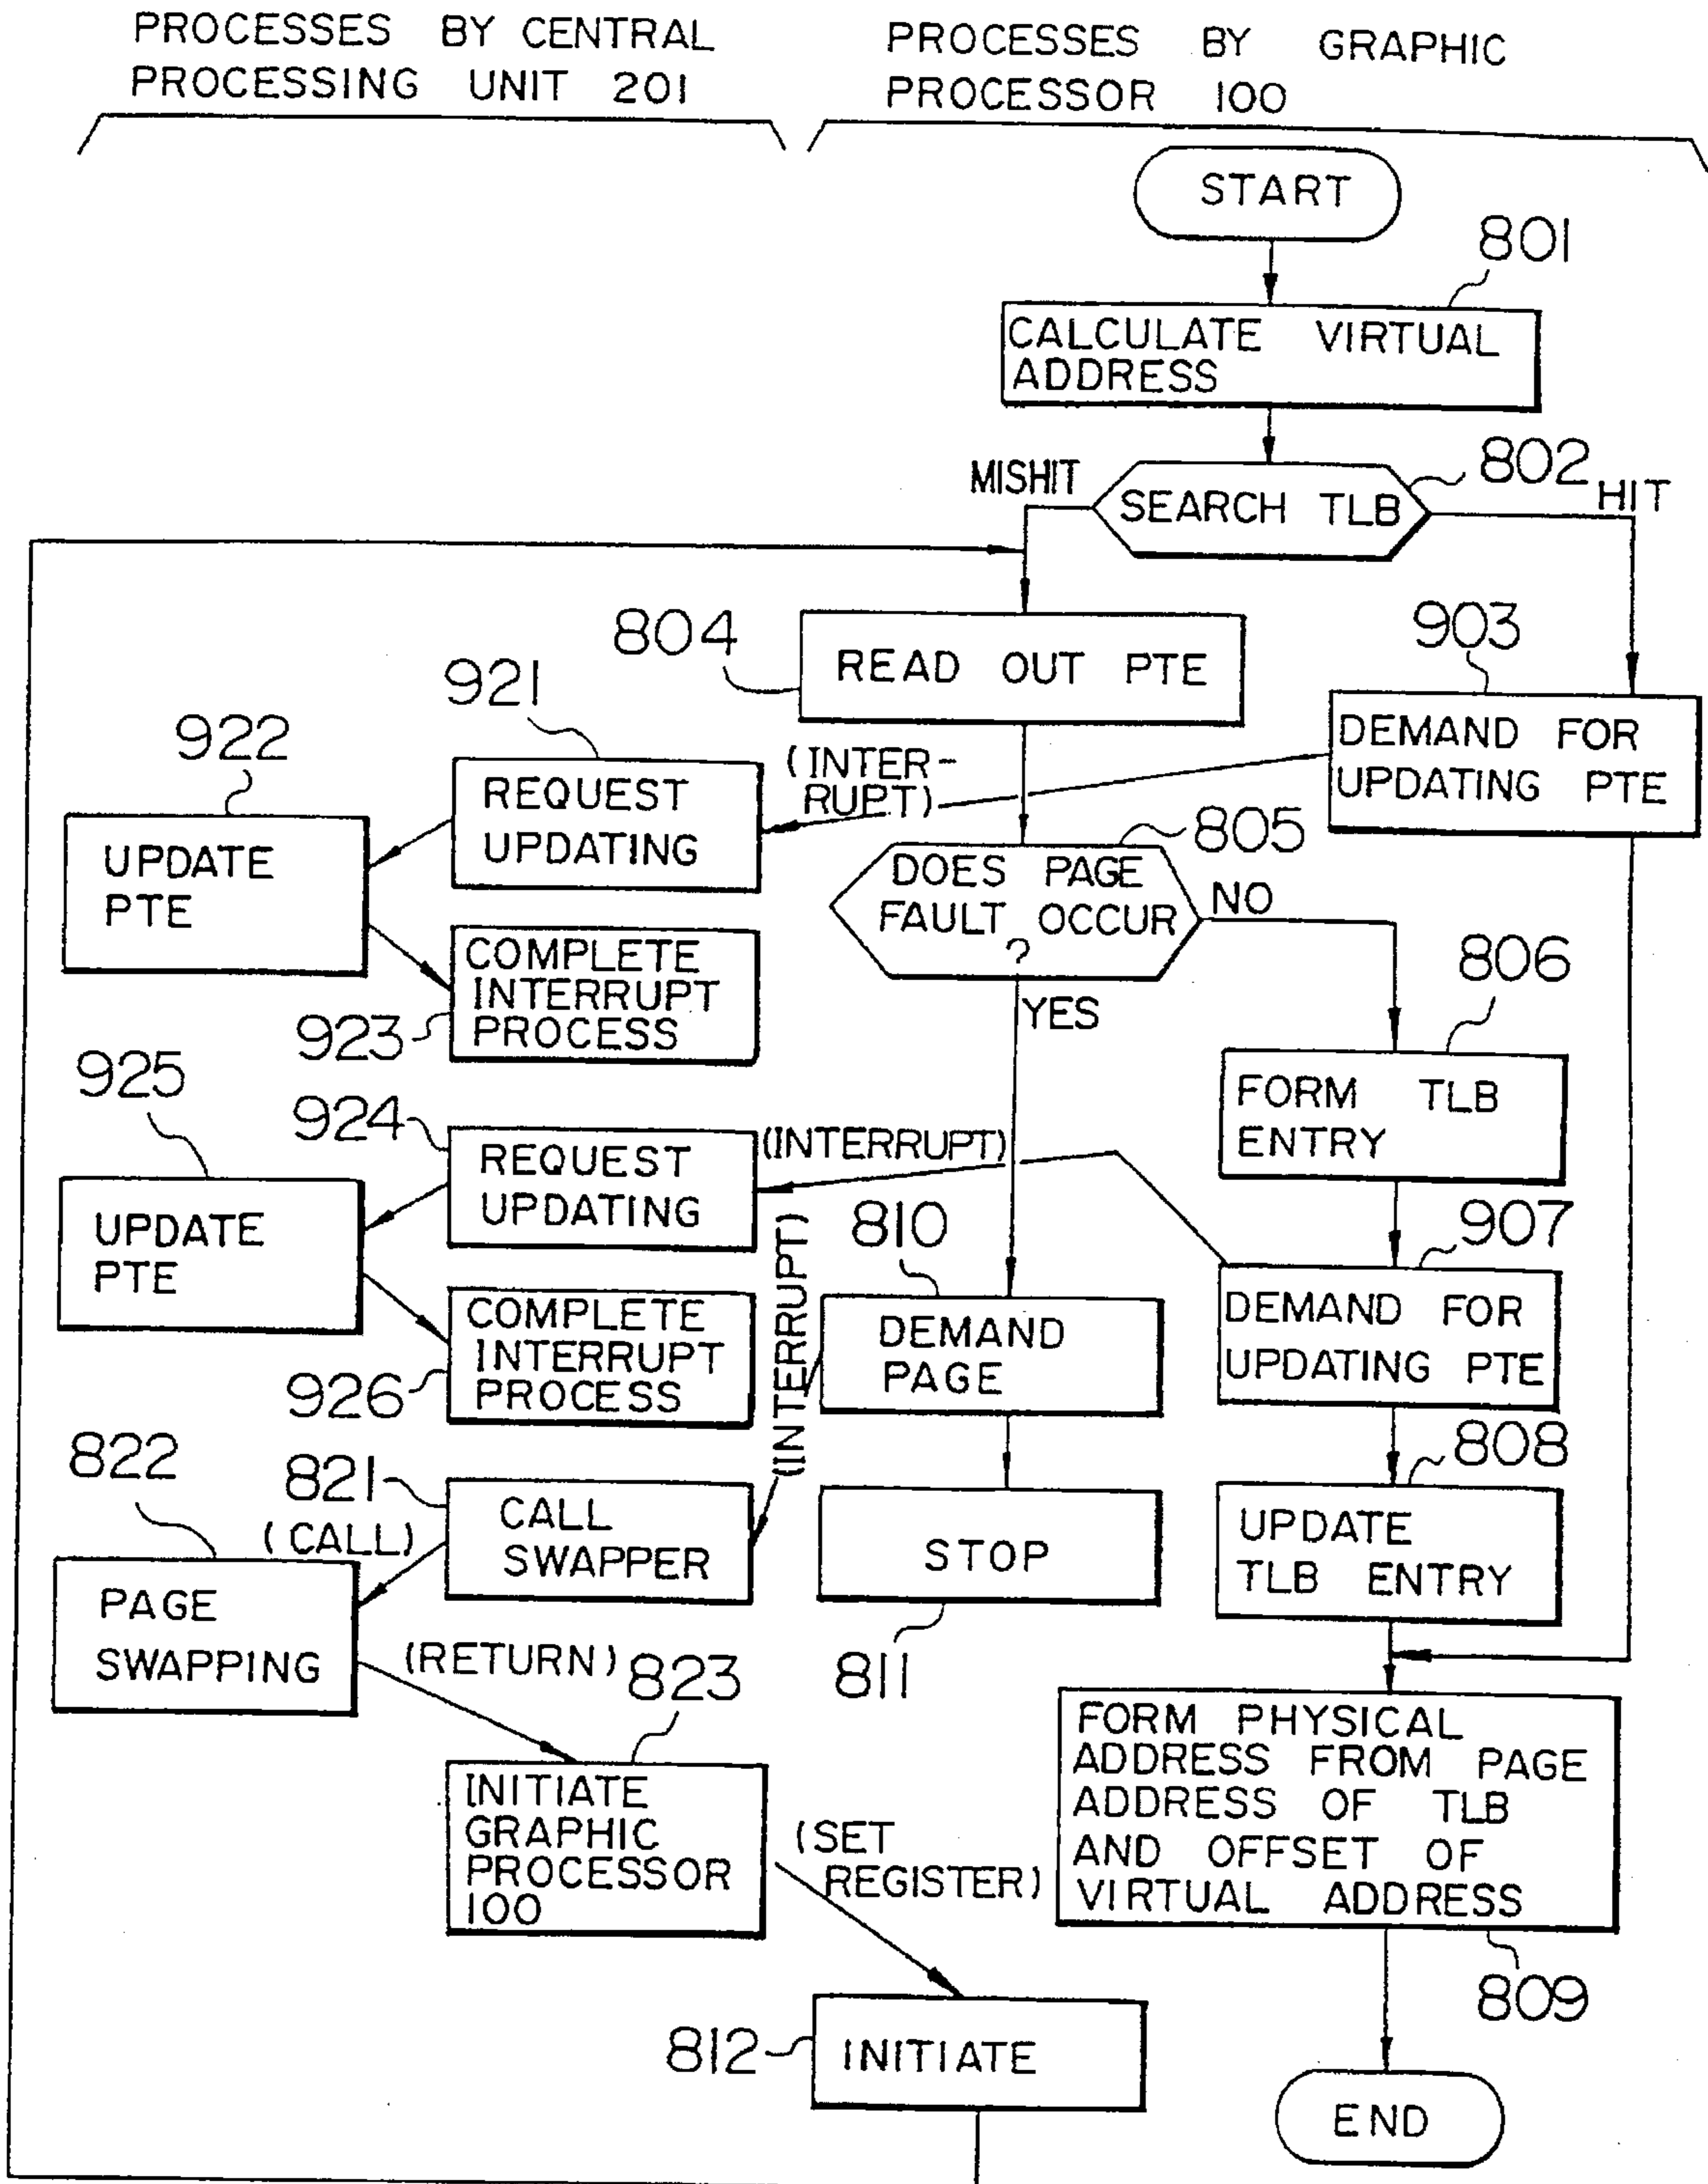 PROCESSES BY CENTRAL
PROCESSING UNIT 201
PROCESSES BY GRAPHIC
PROCESSOR 100
START
801
CALCULATE VIRTUAL
ADDRESS
802
MISHIT
SEARCH TLB
HIT
804
READ OUT PTE
903
DEMAND FOR
UPDATING PTE
921
(INTER-
RUPT)
922
REQUEST
UPDATING
UPDATE
PTE
805
DOES PAGE
FAULT OCCUR
?
NO
YES
COMPLETE
INTERRUPT
PROCESS
923
806
FORM TLB
ENTRY
925
924
REQUEST
UPDATING
(INTERRUPT)
UPDATE
PTE
907
DEMAND FOR
UPDATING PTE
810
DEMAND
PAGE
(INTERRUPT)
COMPLETE
INTERRUPT
PROCESS
926
808
UPDATE
TLB ENTRY
822
821
(CALL)
CALL
SWAPPER
STOP
811
PAGE
SWAPPING
(RETURN)
823
FORM PHYSICAL
ADDRESS FROM PAGE
ADDRESS OF TLB
AND OFFSET OF
VIRTUAL ADDRESS
809
INITIATE
GRAPHIC
PROCESSOR
100
(SET
REGISTER)
812
INITIATE
END